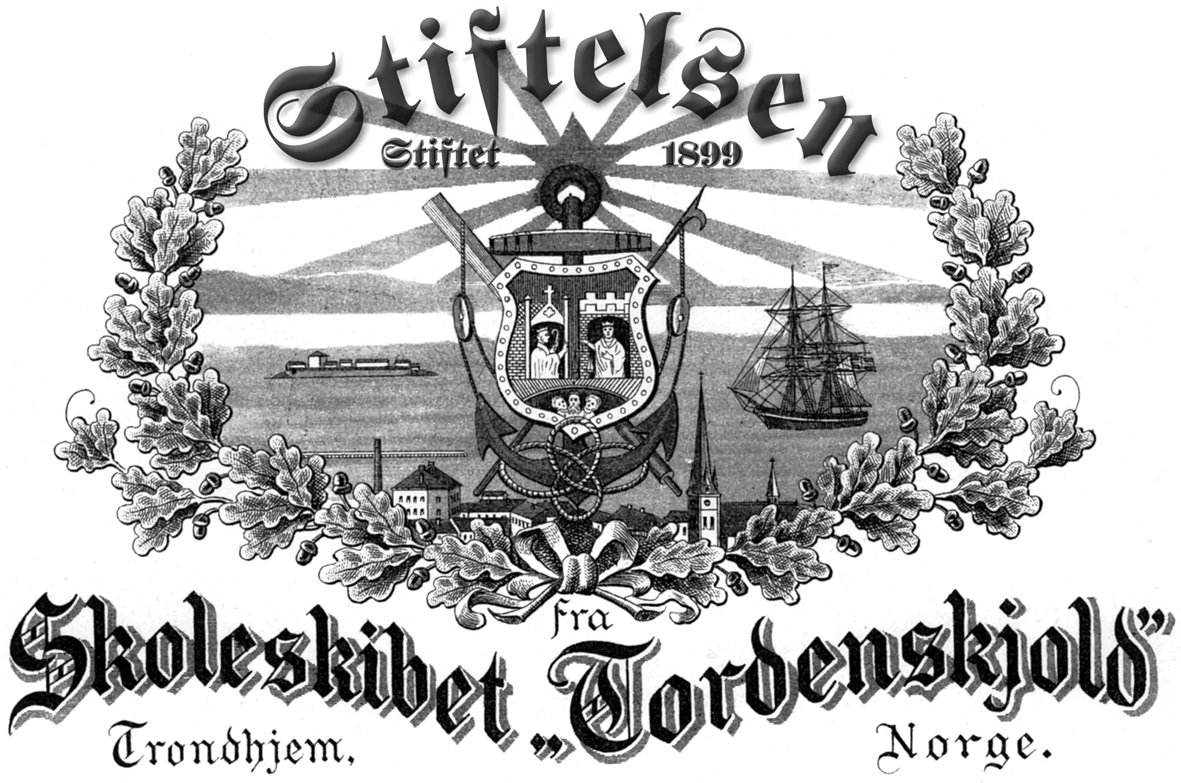 Stiftelsen
Stiftet 1899
fra
Skoleskibet „Tordenskjold”
Trondhjem, Norge.